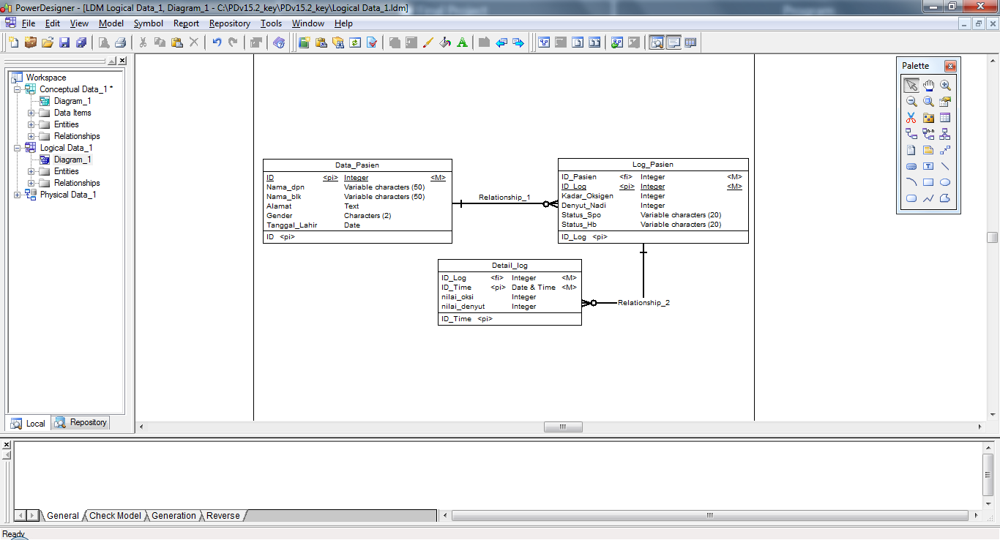 PowerDesigner - [LDM Logical Data_1, Diagram_1 - C:\PDv15.2_key\PDv15.2_key\Logical Data_1.ldm]
File Edit View Model Symbol Report Repository Tools Window Help
Workspace
Conceptual Data_1 *
Diagram_1
Data Items
Entities
Relationships
Logical Data_1
Diagram_1
Entities
Relationships
Physical Data_1
Local Repository
Data_Pasien
ID <pi> Integer <M>
Nama_dpn Variable characters (50)
Nama_blk Variable characters (50)
Alamat Text
Gender Characters (2)
Tanggal_Lahir Date
ID <pi>
Relationship_1
Log_Pasien
ID_Pasien <fi> Integer <M>
ID_Log <pi> Integer <M>
Kadar_Oksigen Integer
Denyut_Nadi Integer
Status_Spo Variable characters (20)
Status_Hb Variable characters (20)
ID_Log <pi>
Detail_log
ID_Log <fi> Integer <M>
ID_Time <pi> Date & Time <M>
nilai_oksi Integer
nilai_denyut Integer
ID_Time <pi>
Relationship_2
Palette
General Check Model Generation Reverse
Ready